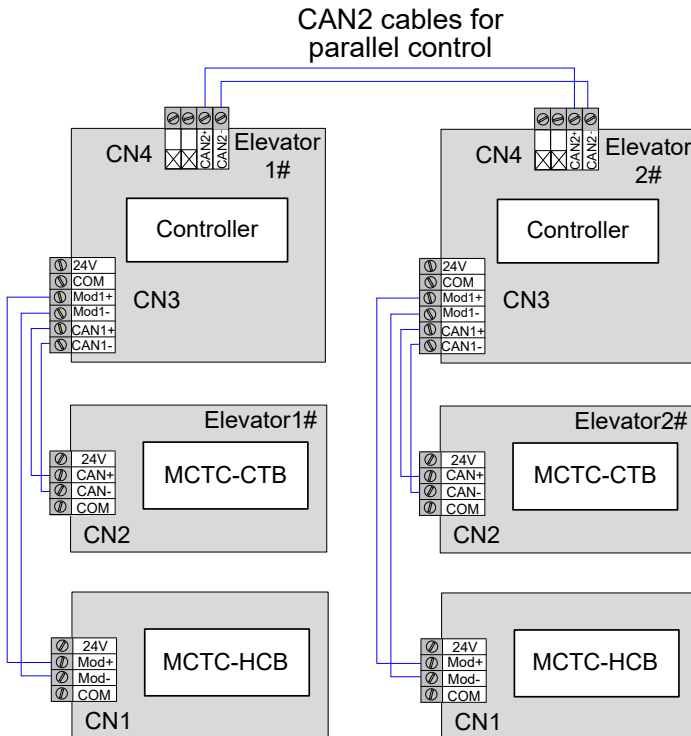 CAN2 cables for
parallel control
CN4
CAN2+
CAN2-
Elevator
1#
Controller
24V
COM
Mod1+
Mod1-
CAN1+
CAN1-
CN3
Elevator1#
24V
CAN+
CAN-
COM
MCTC-CTB
CN2
24V
Mod+
Mod-
COM
MCTC-HCB
CN1
CN4
CAN2+
CAN2-
Elevator
2#
Controller
24V
COM
Mod1+
Mod1-
CAN1+
CAN1-
CN3
Elevator2#
24V
CAN+
CAN-
COM
MCTC-CTB
CN2
24V
Mod+
Mod-
COM
MCTC-HCB
CN1